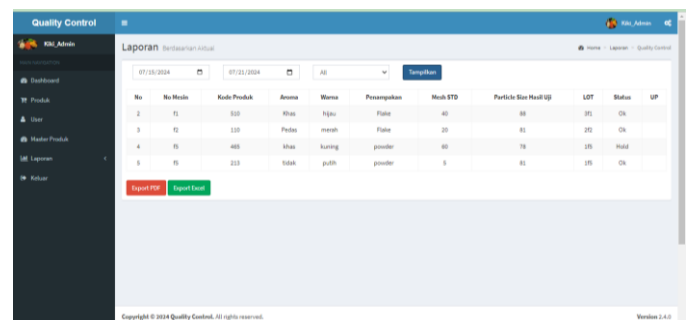 Quality Control
Kiki_Admin
Kiki_Admin
MAIN NAVIGATION
Dashboard
Produk
User
Master Produk
Laporan
Keluar
Laporan Berdasarkan Actual
Home > Laporan > Quality Control
07/15/2024 07/21/2024 All Tampilkan
No No Mesin Kode Produk Aroma Warna Penampakan Mesh STD Particle Size Hasil Uji LOT Status UP
2 f1 510 Khas hijau Flake 40 88 3f1 Ok
3 f2 110 Pedas merah Flake 20 81 2f2 Ok
4 f5 465 khas kuning powder 60 78 1f5 Hold
5 f5 213 tidak putih powder 5 81 1f5 Ok
Export PDF Export Excel
Copyright © 2024 Quality Control. All rights reserved.
Version 2.4.0